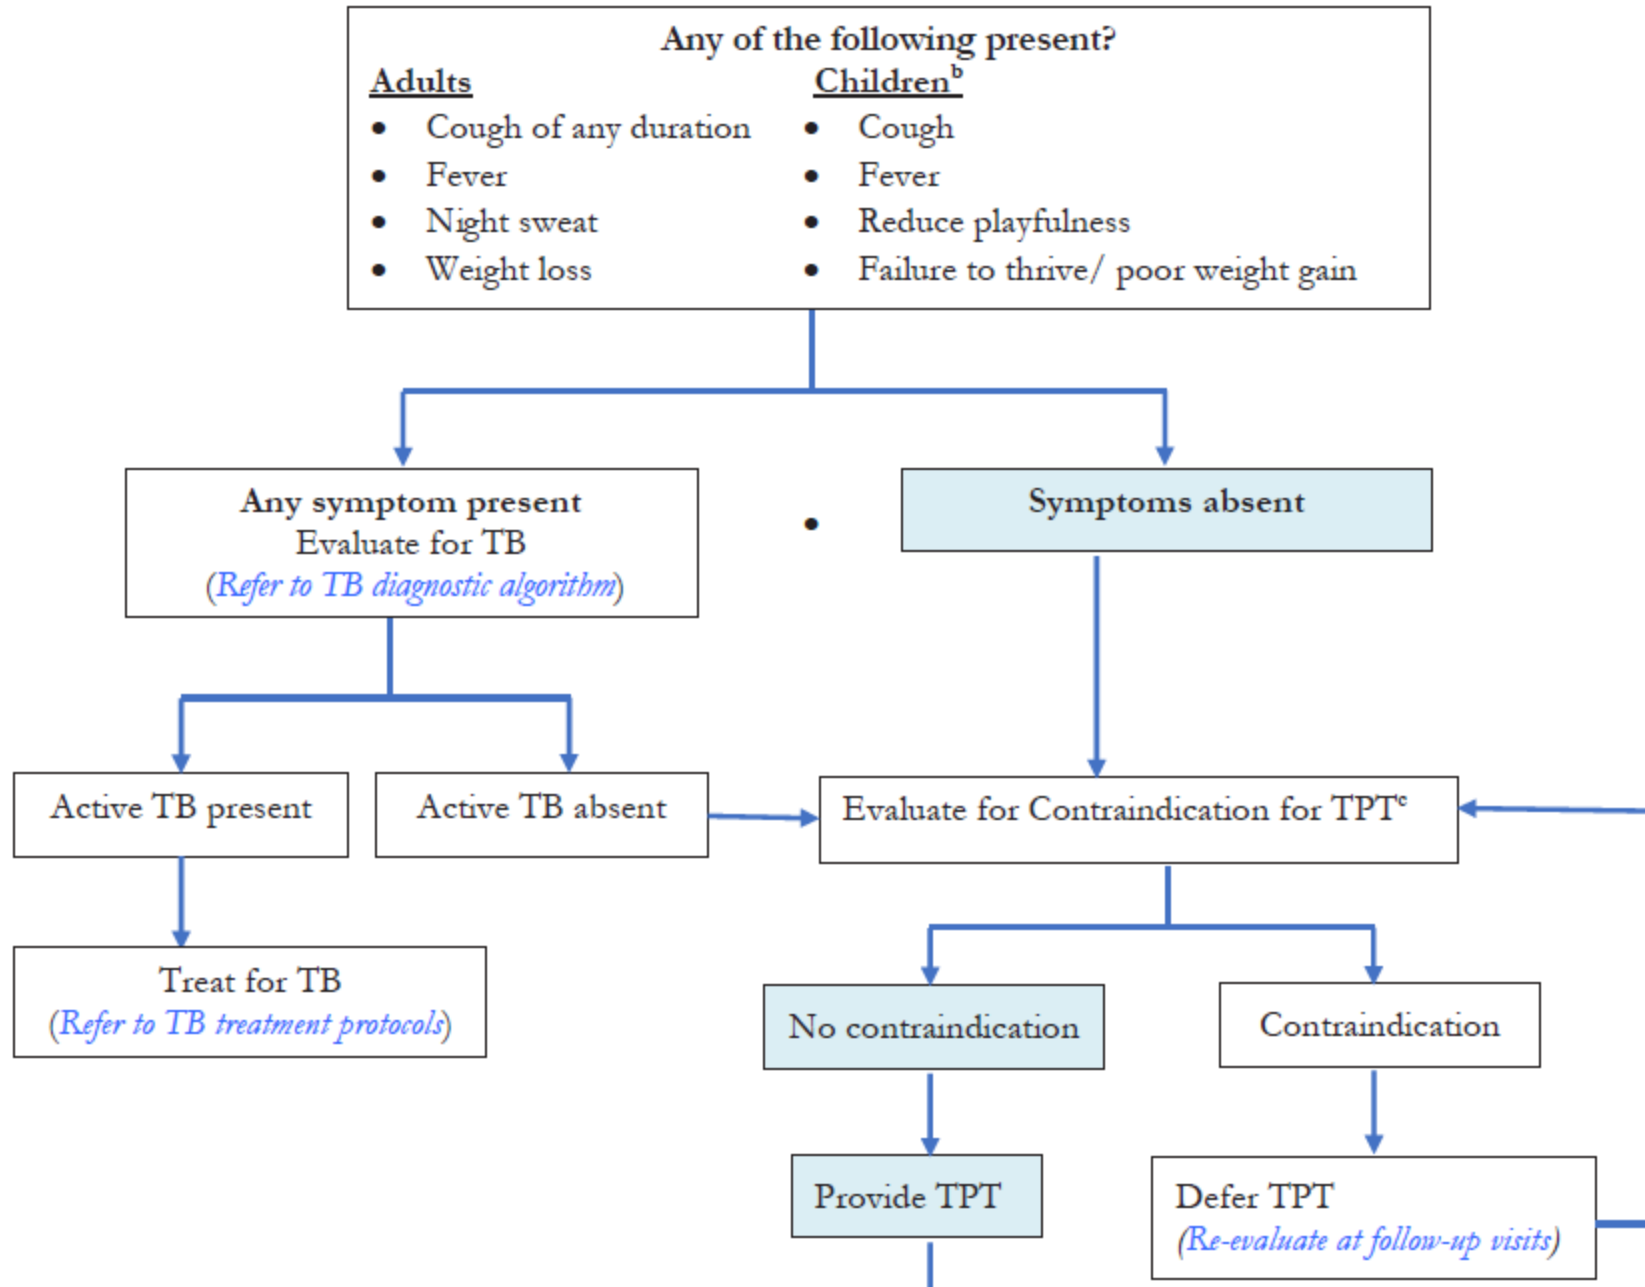 Any of the following present?
Adults
• Cough of any duration
• Fever
• Night sweat
• Weight loss
Childrenᵇ
• Cough
• Fever
• Reduce playfulness
• Failure to thrive/ poor weight gain
Any symptom present
Evaluate for TB
(Refer to TB diagnostic algorithm)
•
Symptoms absent
Active TB present
Active TB absent
Evaluate for Contraindication for TPTᶜ
Treat for TB
(Refer to TB treatment protocols)
No contraindication
Contraindication
Provide TPT
Defer TPT
(Re-evaluate at follow-up visits)